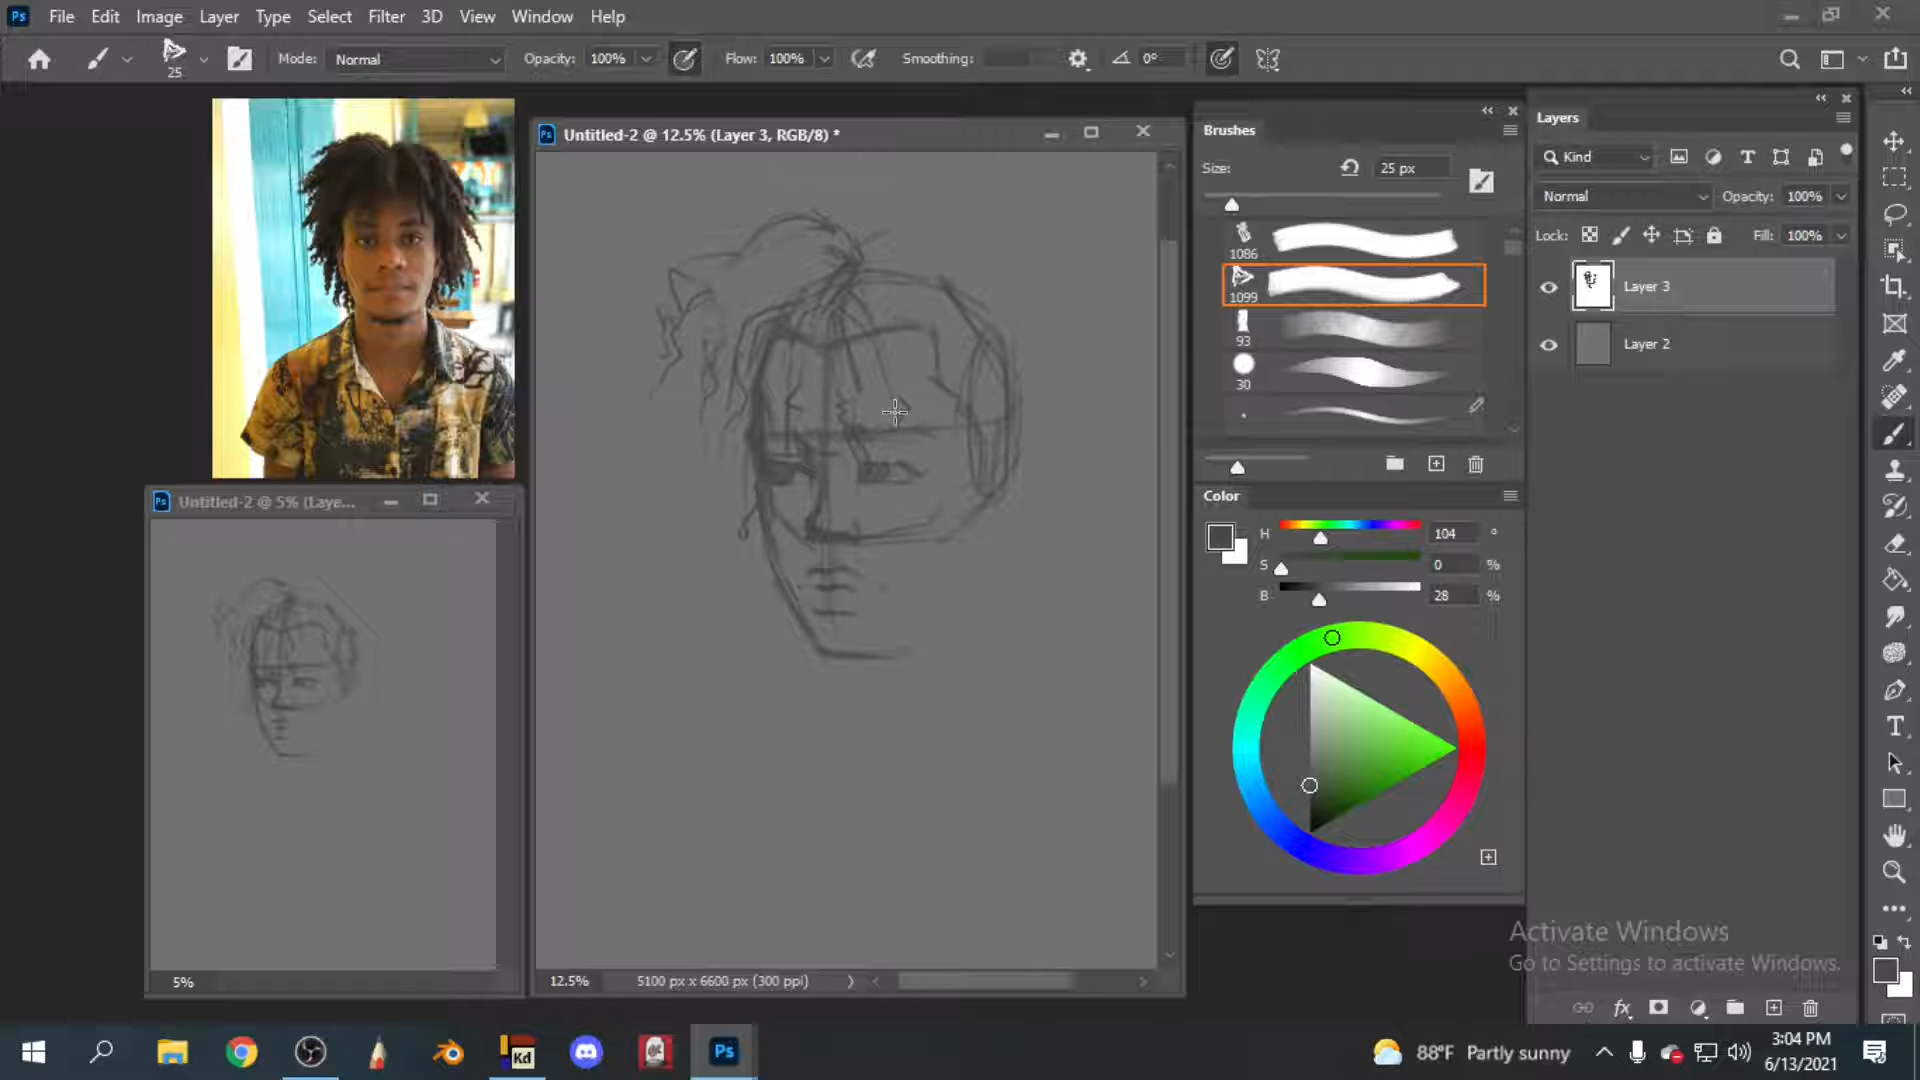 Ps File Edit Image Layer Type Select Filter 3D View Window Help
25 Mode: Normal Opacity: 100% Flow: 100% Smoothing: 0°
Untitled-2 @ 12.5% (Layer 3, RGB/8) *
Brushes
Size: 25 px
1086
1099
93
30
Layers
Kind
Normal Opacity: 100%
Lock: Fill: 100%
Layer 3
Layer 2
Untitled-2 @ 5% (Laye...
5%
12.5% 5100 px x 6600 px (300 ppi)
Color
H 104 °
S 0 %
B 28 %
Activate Windows
Go to Settings to activate Windows.
fx
Kd Ps 88°F Partly sunny 3:04 PM
6/13/2021